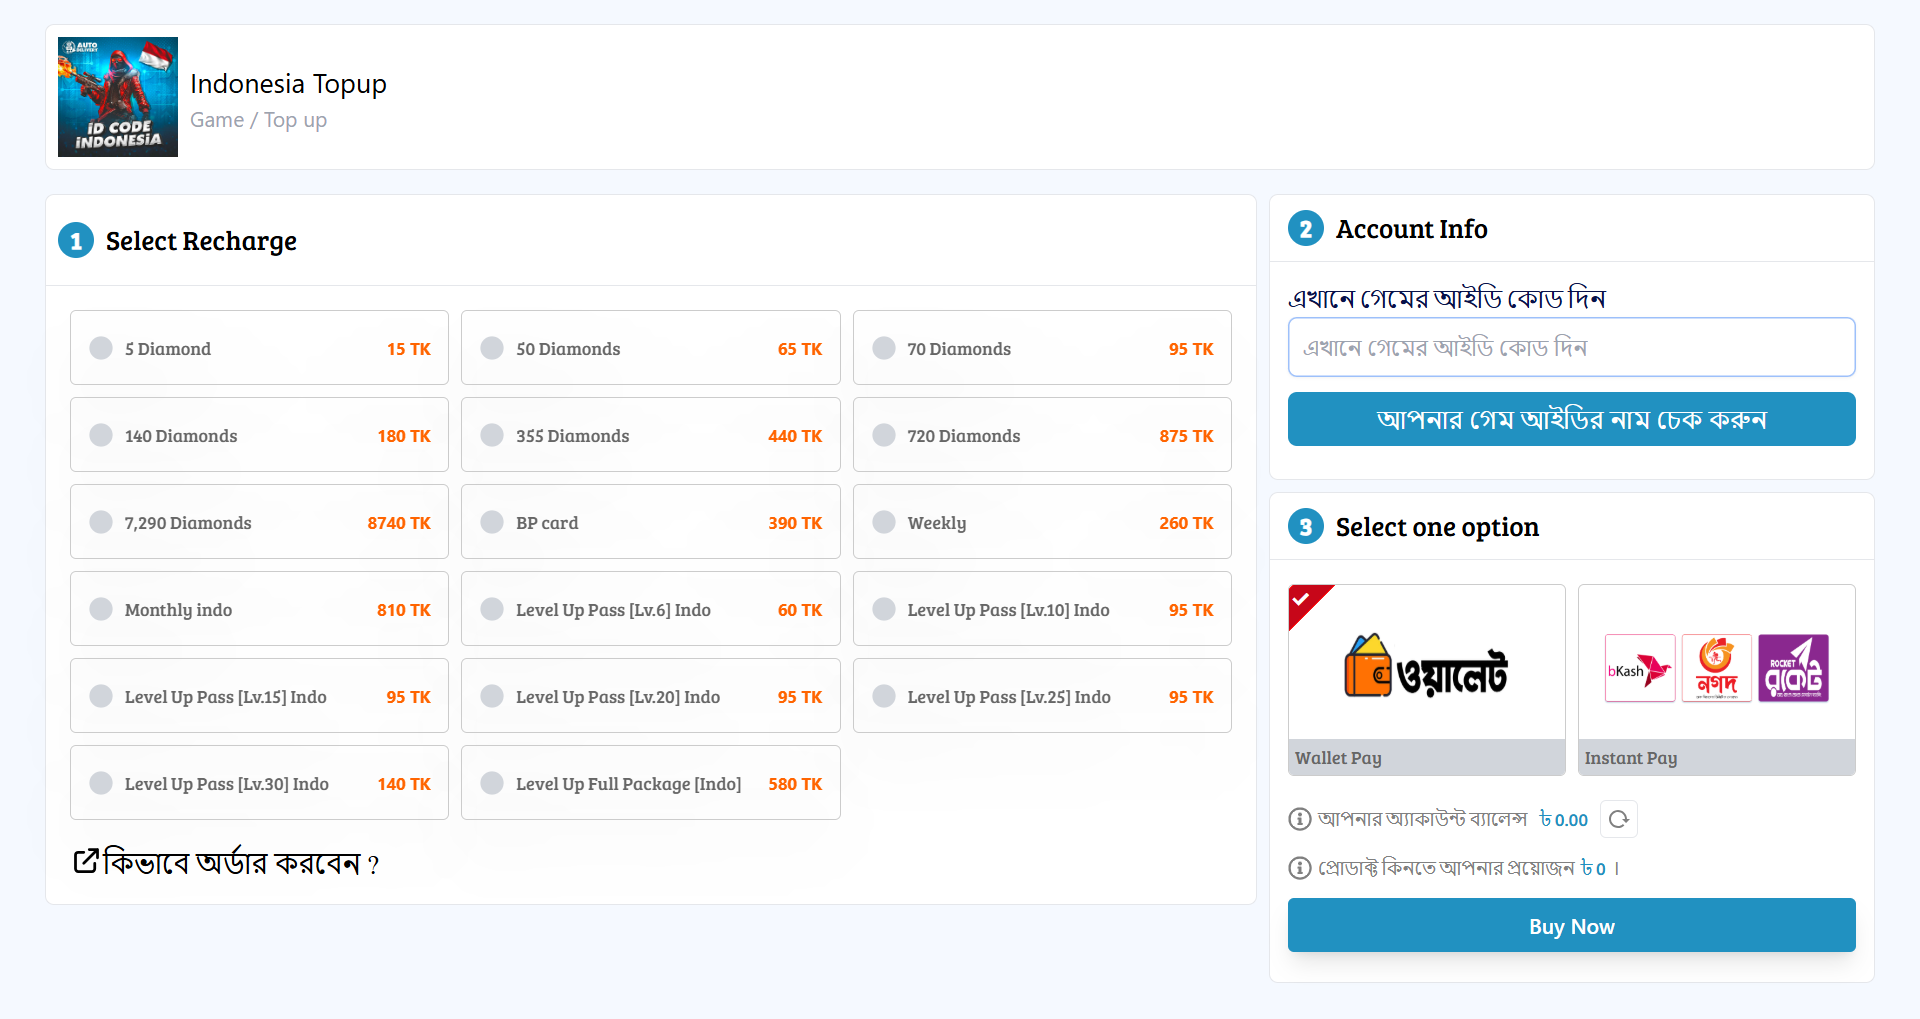 AUTO
DELIVERY
iD CODE
iNDONESiA
Indonesia Topup
Game / Top up
1 Select Recharge
5 Diamond 15 TK
50 Diamonds 65 TK
70 Diamonds 95 TK
140 Diamonds 180 TK
355 Diamonds 440 TK
720 Diamonds 875 TK
7,290 Diamonds 8740 TK
BP card 390 TK
Weekly 260 TK
Monthly indo 810 TK
Level Up Pass [Lv.6] Indo 60 TK
Level Up Pass [Lv.10] Indo 95 TK
Level Up Pass [Lv.15] Indo 95 TK
Level Up Pass [Lv.20] Indo 95 TK
Level Up Pass [Lv.25] Indo 95 TK
Level Up Pass [Lv.30] Indo 140 TK
Level Up Full Package [Indo] 580 TK
কিভাবে অর্ডার করবেন ?
2 Account Info
এখানে গেমের আইডি কোড দিন
এখানে গেমের আইডি কোড দিন
আপনার গেম আইডির নাম চেক করুন
3 Select one option
ওয়ালেট
Wallet Pay
bKash
নগদ
ROCKET
রকেট
Instant Pay
আপনার অ্যাকাউন্ট ব্যালেন্স ৳ 0.00
প্রোডাক্ট কিনতে আপনার প্রয়োজন ৳ 0 ।
Buy Now